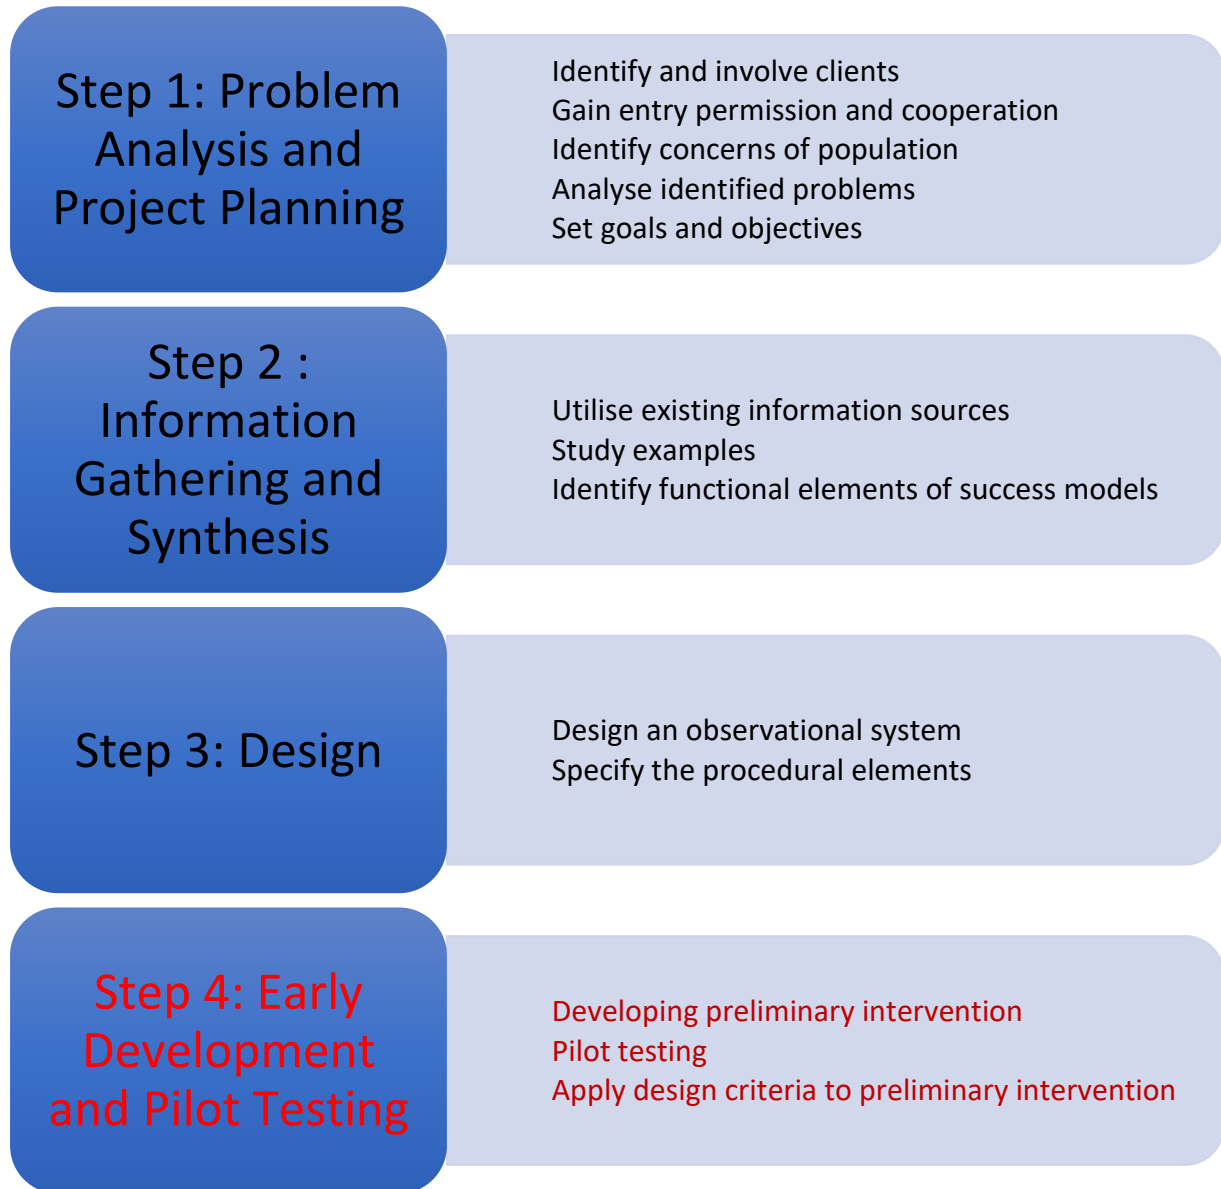 Step 1: Problem
Analysis and
Project Planning
Identify and involve clients
Gain entry permission and cooperation
Identify concerns of population
Analyse identified problems
Set goals and objectives
Step 2 :
Information
Gathering and
Synthesis
Utilise existing information sources
Study examples
Identify functional elements of success models
Step 3: Design
Design an observational system
Specify the procedural elements
Step 4: Early
Development
and Pilot Testing
Developing preliminary intervention
Pilot testing
Apply design criteria to preliminary intervention